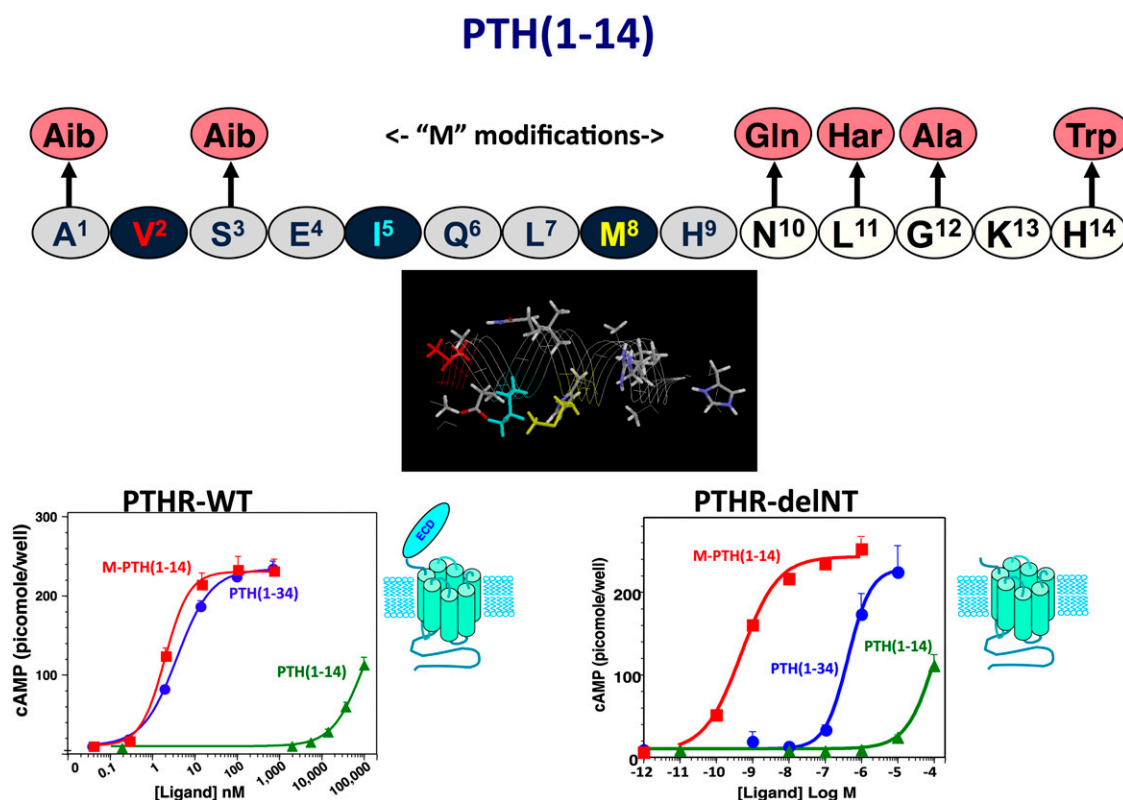 PTH(1-14)
Aib Aib <- “M” modifications-> Gln Har Ala Trp
A1 V2 S3 E4 I5 Q6 L7 M8 H9 N10 L11 G12 K13 H14
PTHR-WT
cAMP (picomole/well)
300
200
100
M-PTH(1-14)
PTH(1-34)
PTH(1-14)
0 0,1 1 10 100 1,000 10,000 100,000
[Ligand] nM
ECD
PTHR-delNT
cAMP (picomole/well)
200
100
0
M-PTH(1-14)
PTH(1-34)
PTH(1-14)
-12 -11 -10 -9 -8 -7 -6 -5 -4
[Ligand] Log M